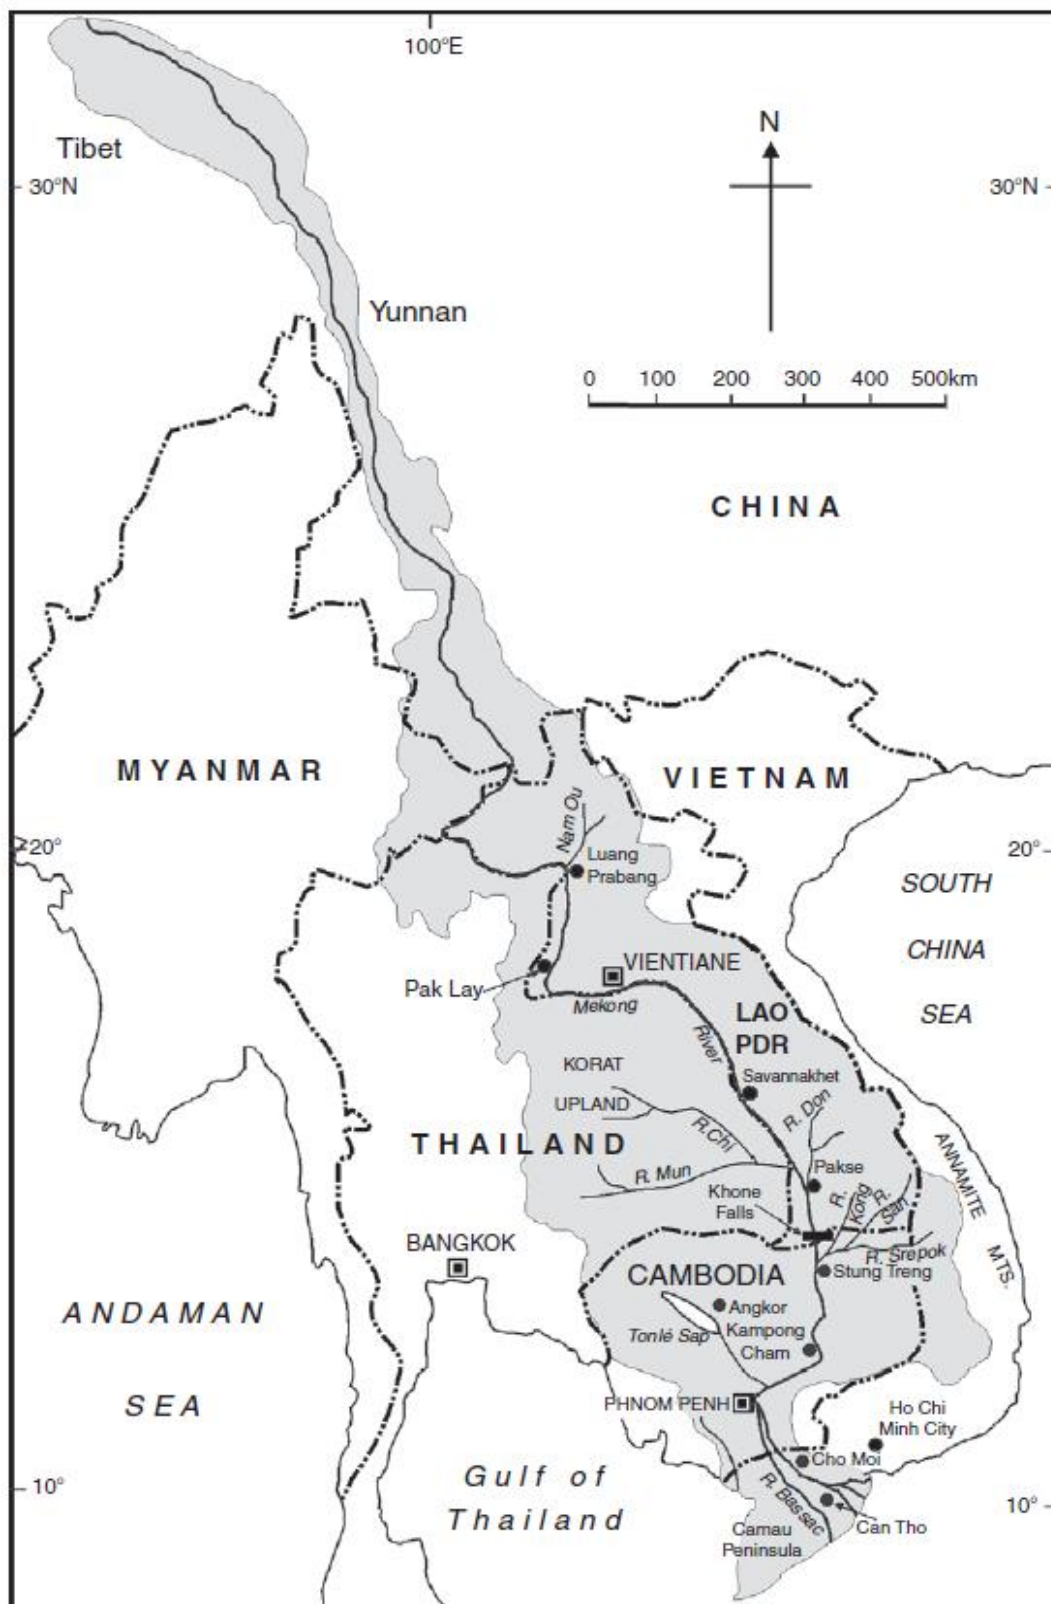 100°E
Tibet
N
30°N
30°N
Yunnan
0 100 200 300 400 500km
CHINA
MYANMAR
VIETNAM
Nam Ou
20°
20°
Luang
Prabang
SOUTH
CHINA
SEA
VIENTIANE
Pak Lay
Mekong
River
LAO
PDR
KORAT
UPLAND
Savannakhet
R. Don
R.Chi
THAILAND
ANNAMITE
MTS.
R. Mun
Pakse
Khone
Falls
R.
Kong
R.
San
BANGKOK
R. Srepok
CAMBODIA
Stung Treng
ANDAMAN
SEA
Angkor
Tonlé Sap
Kampong
Cham
PHNOM PENH
Ho Chi
Minh City
Cho Moi
Gulf of
Thailand
10°
10°
R. Bassac
Can Tho
Camau
Peninsula